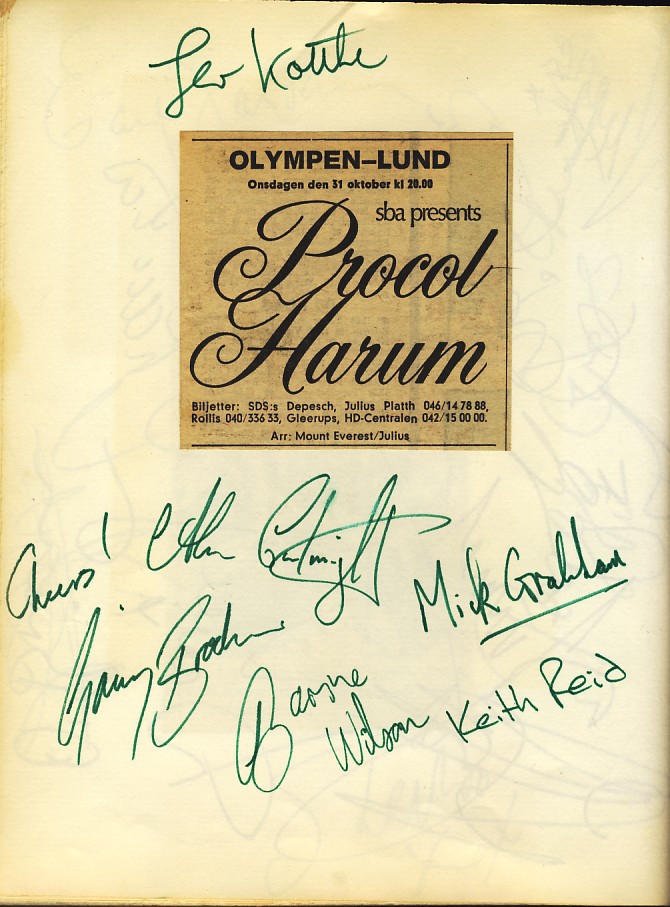 Leo Kottke
OLYMPEN–LUND
Onsdagen den 31 oktober kl 20.00
sba presents
Procol
Harum
Biljetter: SDS:s Depesch, Julius Platth 046/14 78 88,
Rollis 040/336 33, Gleerups, HD-Centralen 042/15 00 00.
Arr: Mount Everest/Julius
Cheers! Alan Cartwright
Mick Grabham
Gary Brooker
Barrie
Wilson
Keith Reid